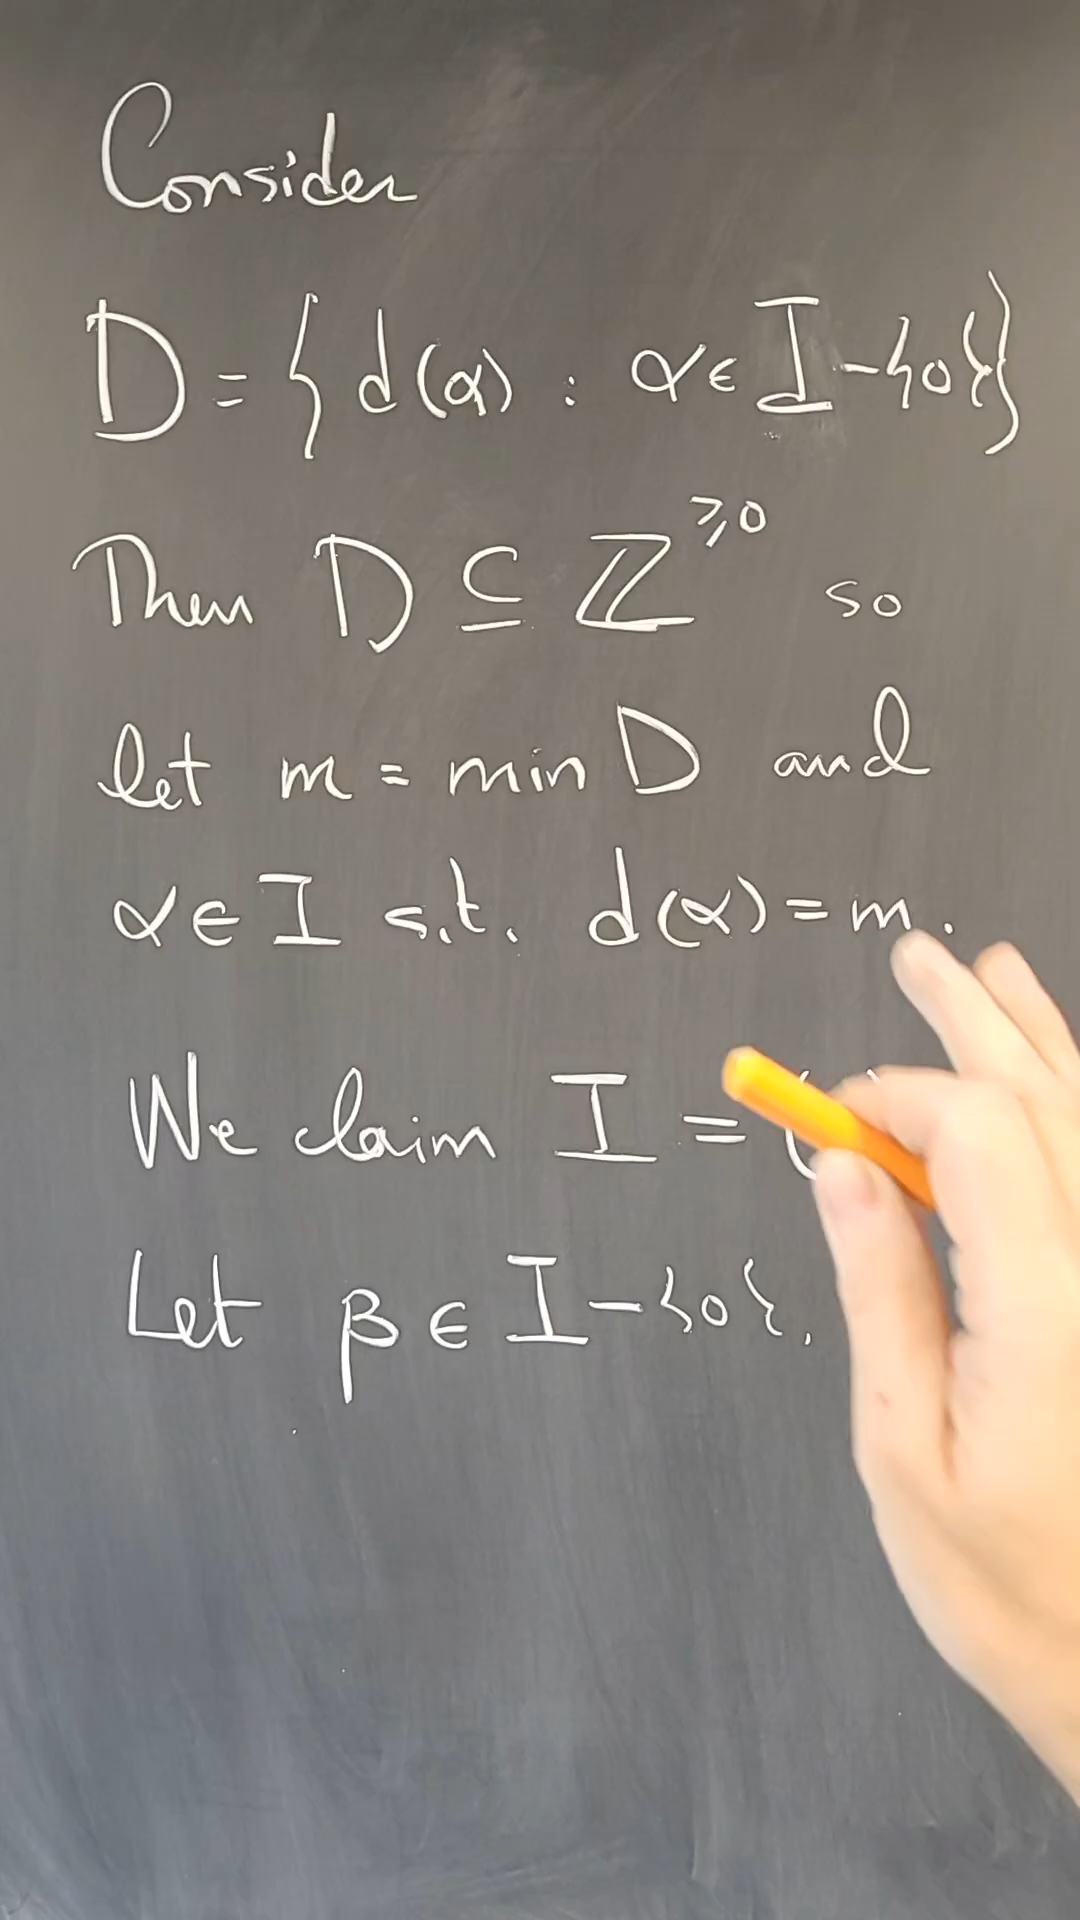 Consider
D = { d(α) : α ∈ I - {0}}
Then D ⊆ ℤ^≥0 so
let m = min D and
α ∈ I s.t. d(α) = m.
We claim I = (
Let β ∈ I - {0}.